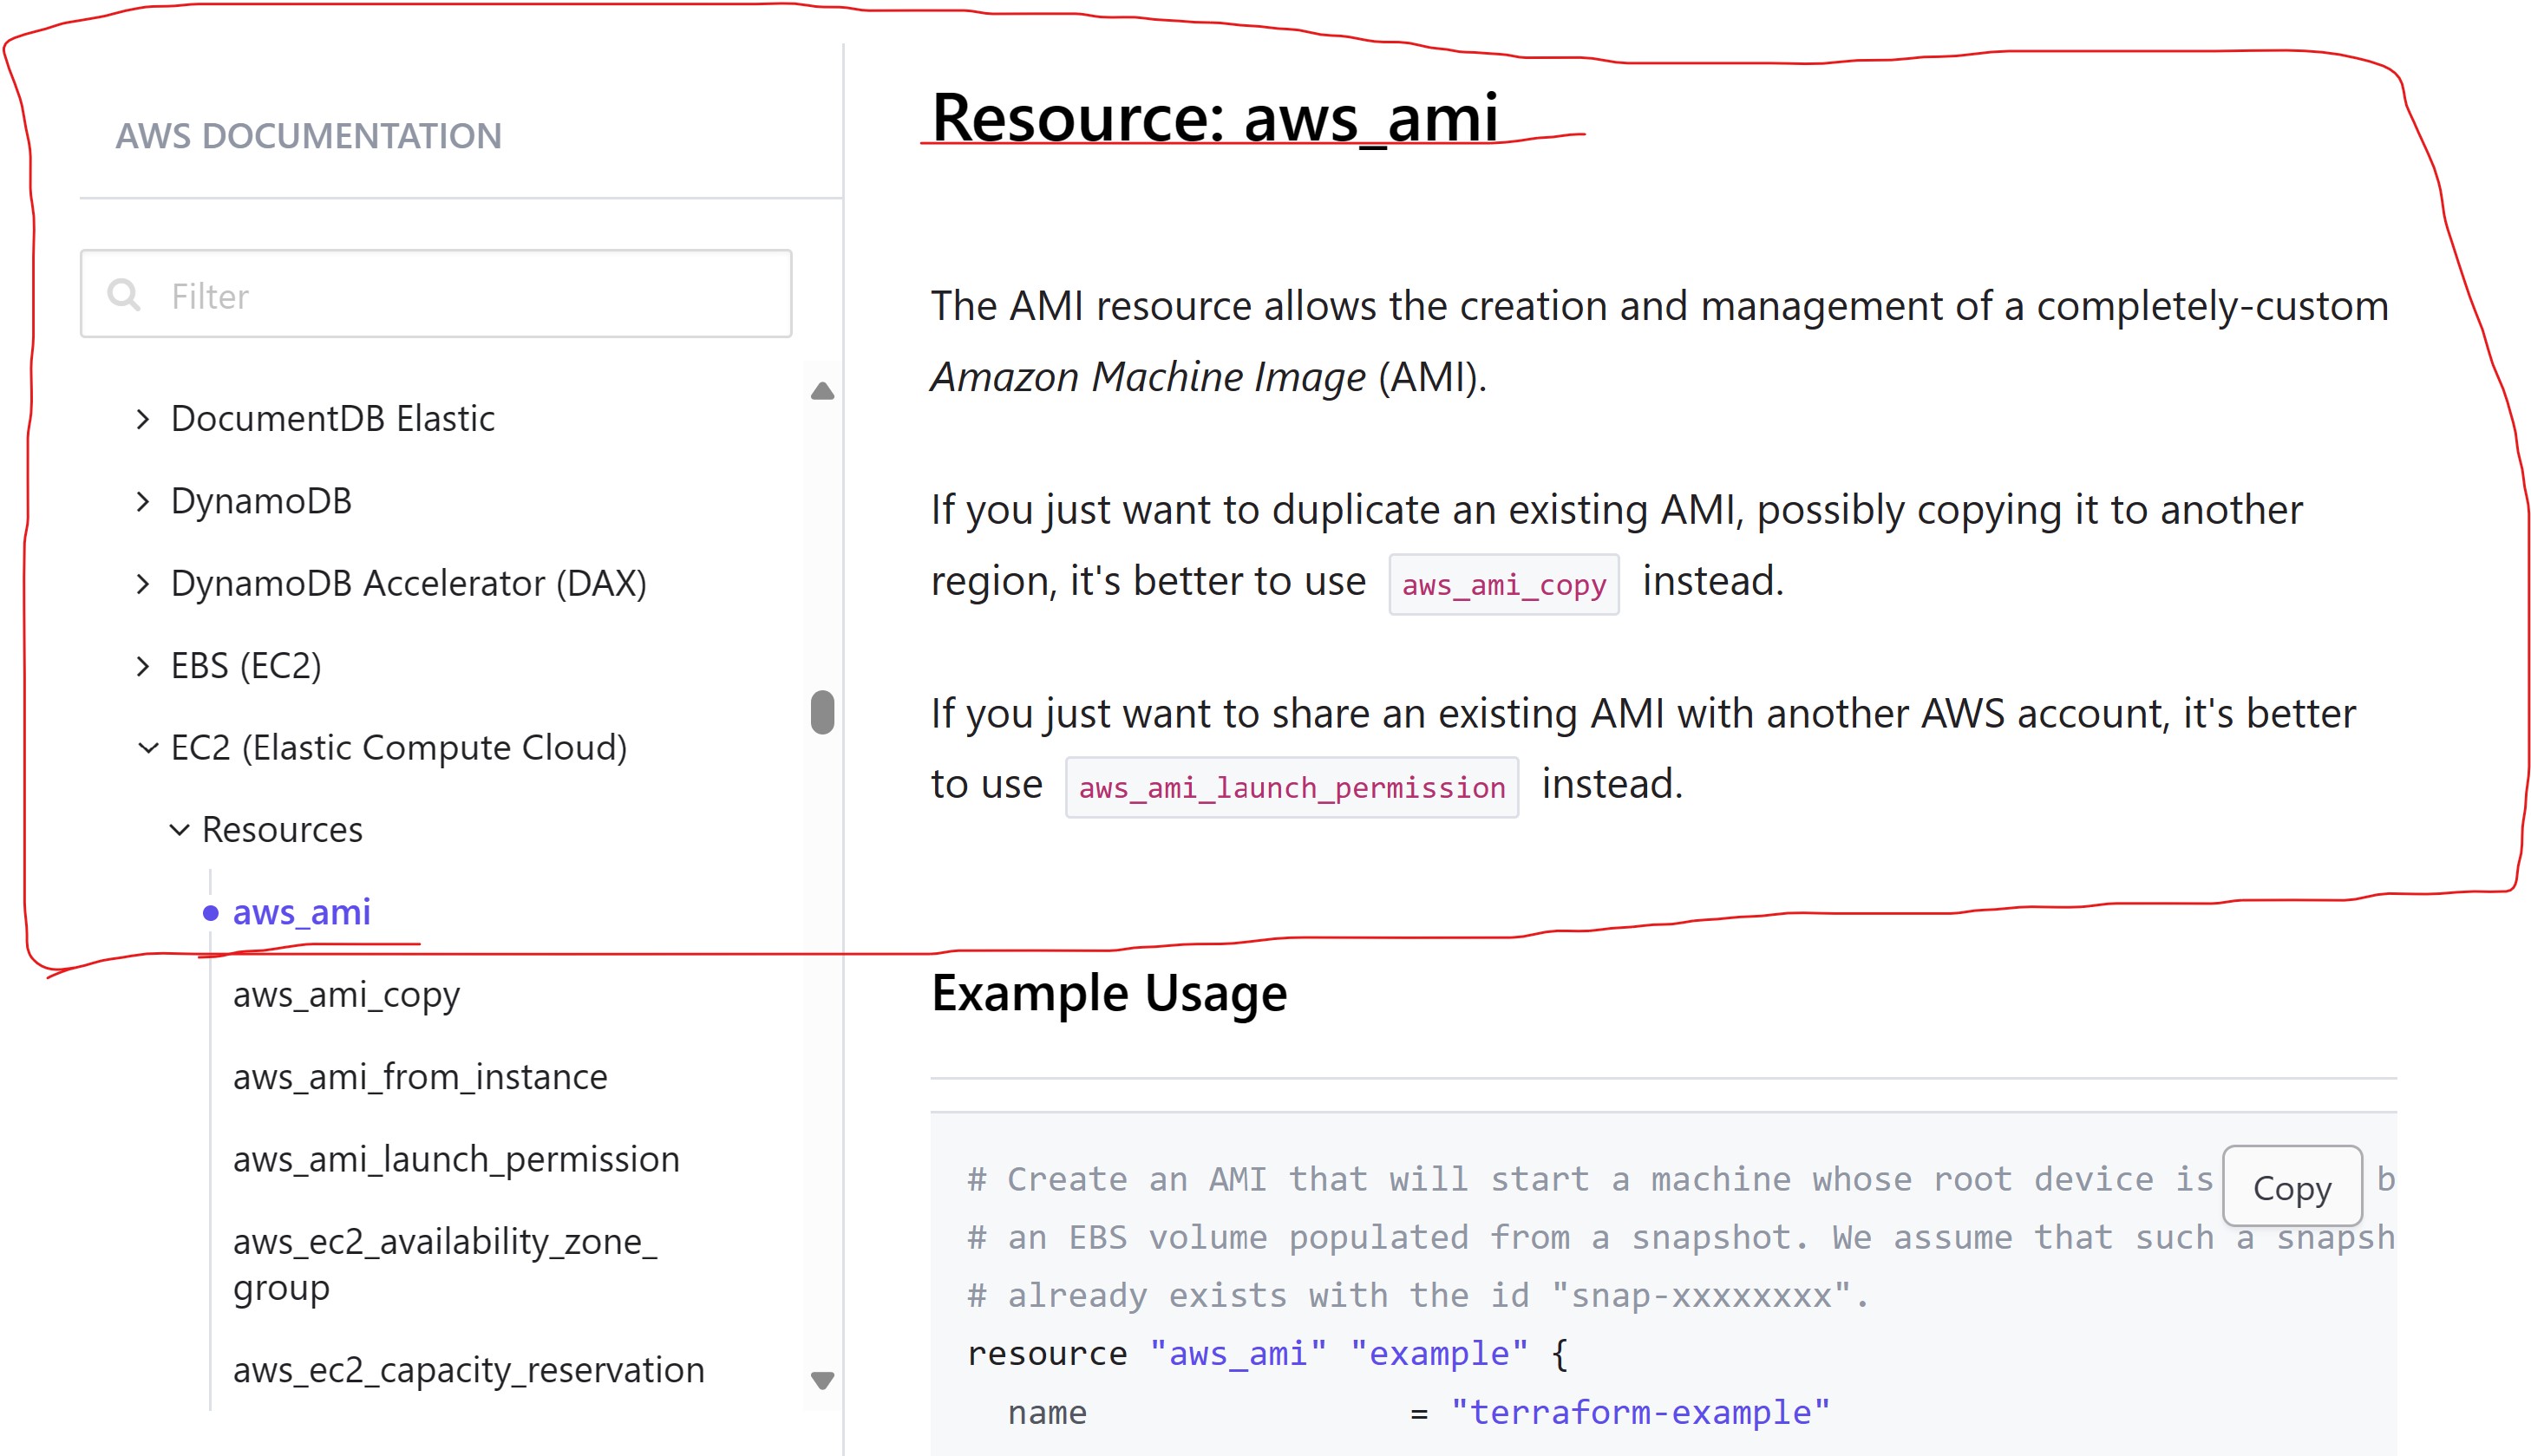 AWS DOCUMENTATION
Filter
DocumentDB Elastic
DynamoDB
DynamoDB Accelerator (DAX)
EBS (EC2)
EC2 (Elastic Compute Cloud)
Resources
aws_ami
aws_ami_copy
aws_ami_from_instance
aws_ami_launch_permission
aws_ec2_availability_zone_
group
aws_ec2_capacity_reservation
Resource: aws_ami
The AMI resource allows the creation and management of a completely-custom
Amazon Machine Image (AMI).
If you just want to duplicate an existing AMI, possibly copying it to another
region, it's better to use aws_ami_copy instead.
If you just want to share an existing AMI with another AWS account, it's better
to use aws_ami_launch_permission instead.
Example Usage
Copy
# Create an AMI that will start a machine whose root device is b
# an EBS volume populated from a snapshot. We assume that such a snapsh
# already exists with the id "snap-xxxxxxxx".
resource "aws_ami" "example" {
name = "terraform-example"